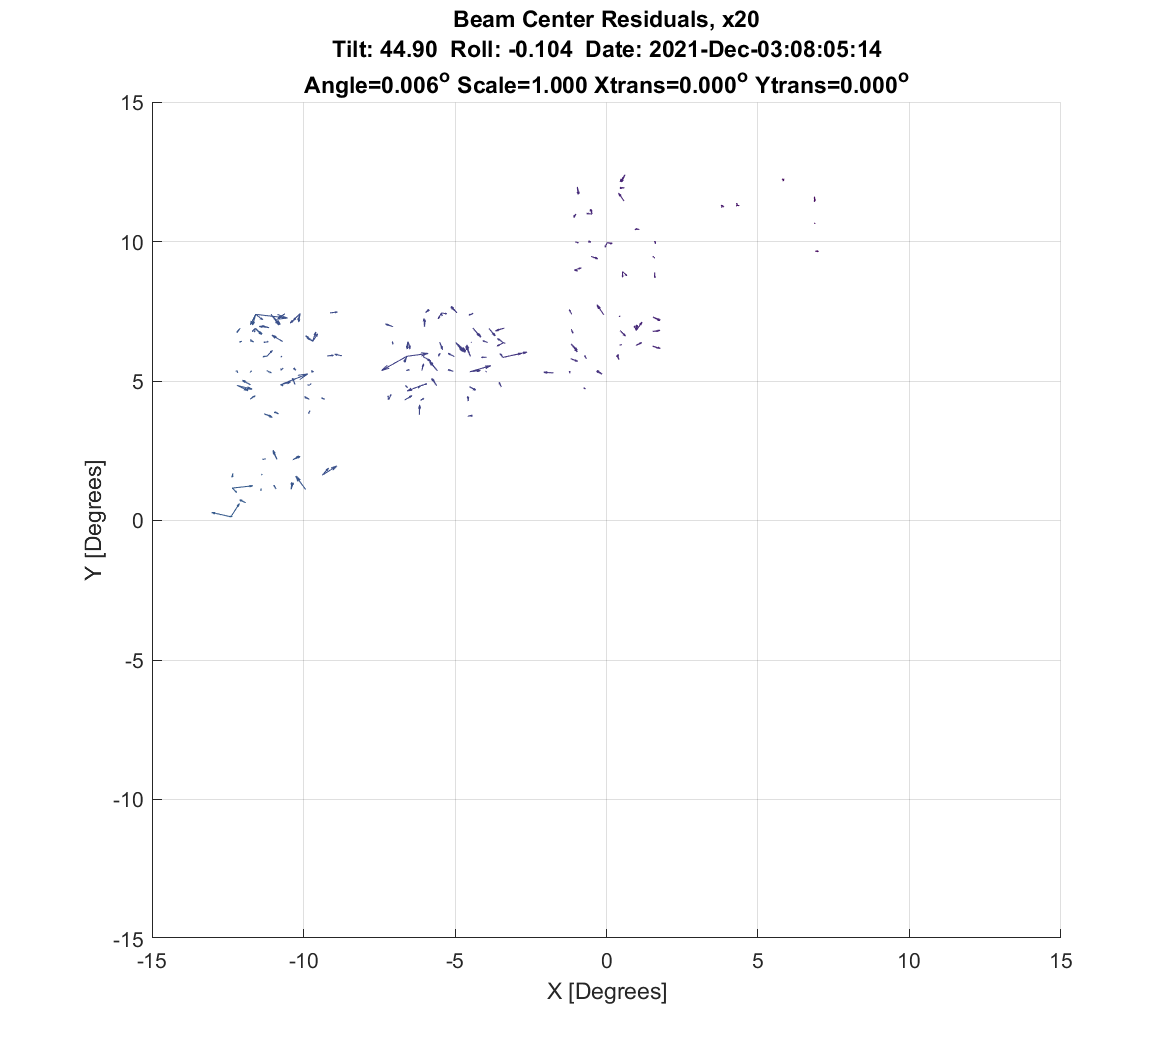 Beam Center Residuals, x20
Tilt: 44.90  Roll: -0.104  Date: 2021-Dec-03:08:05:14
Angle=0.006° Scale=1.000 Xtrans=0.000° Ytrans=0.000°
15
10
5
0
-5
-10
-15
Y [Degrees]
-15 -10 -5 0 5 10 15
X [Degrees]